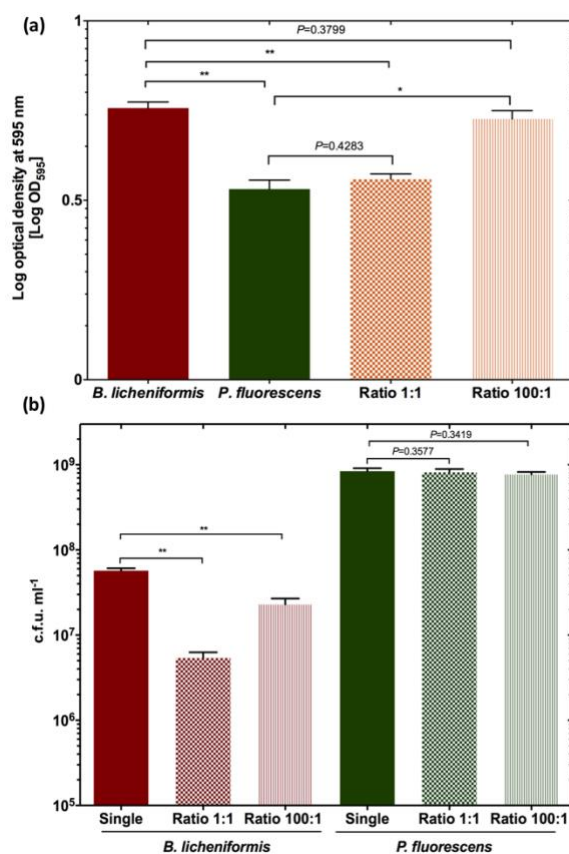 (a)
1
P=0.3799
**
**
*
P=0.4283
0.5
0
Log optical density at 595 nm
[Log OD595]
B. licheniformis P. fluorescens Ratio 1:1 Ratio 100:1
(b)
10⁹
10⁸
10⁷
10⁶
10⁵
c.f.u. ml⁻¹
P=0.3419
P=0.3577
**
**
Single Ratio 1:1 Ratio 100:1 Single Ratio 1:1 Ratio 100:1
B. licheniformis P. fluorescens